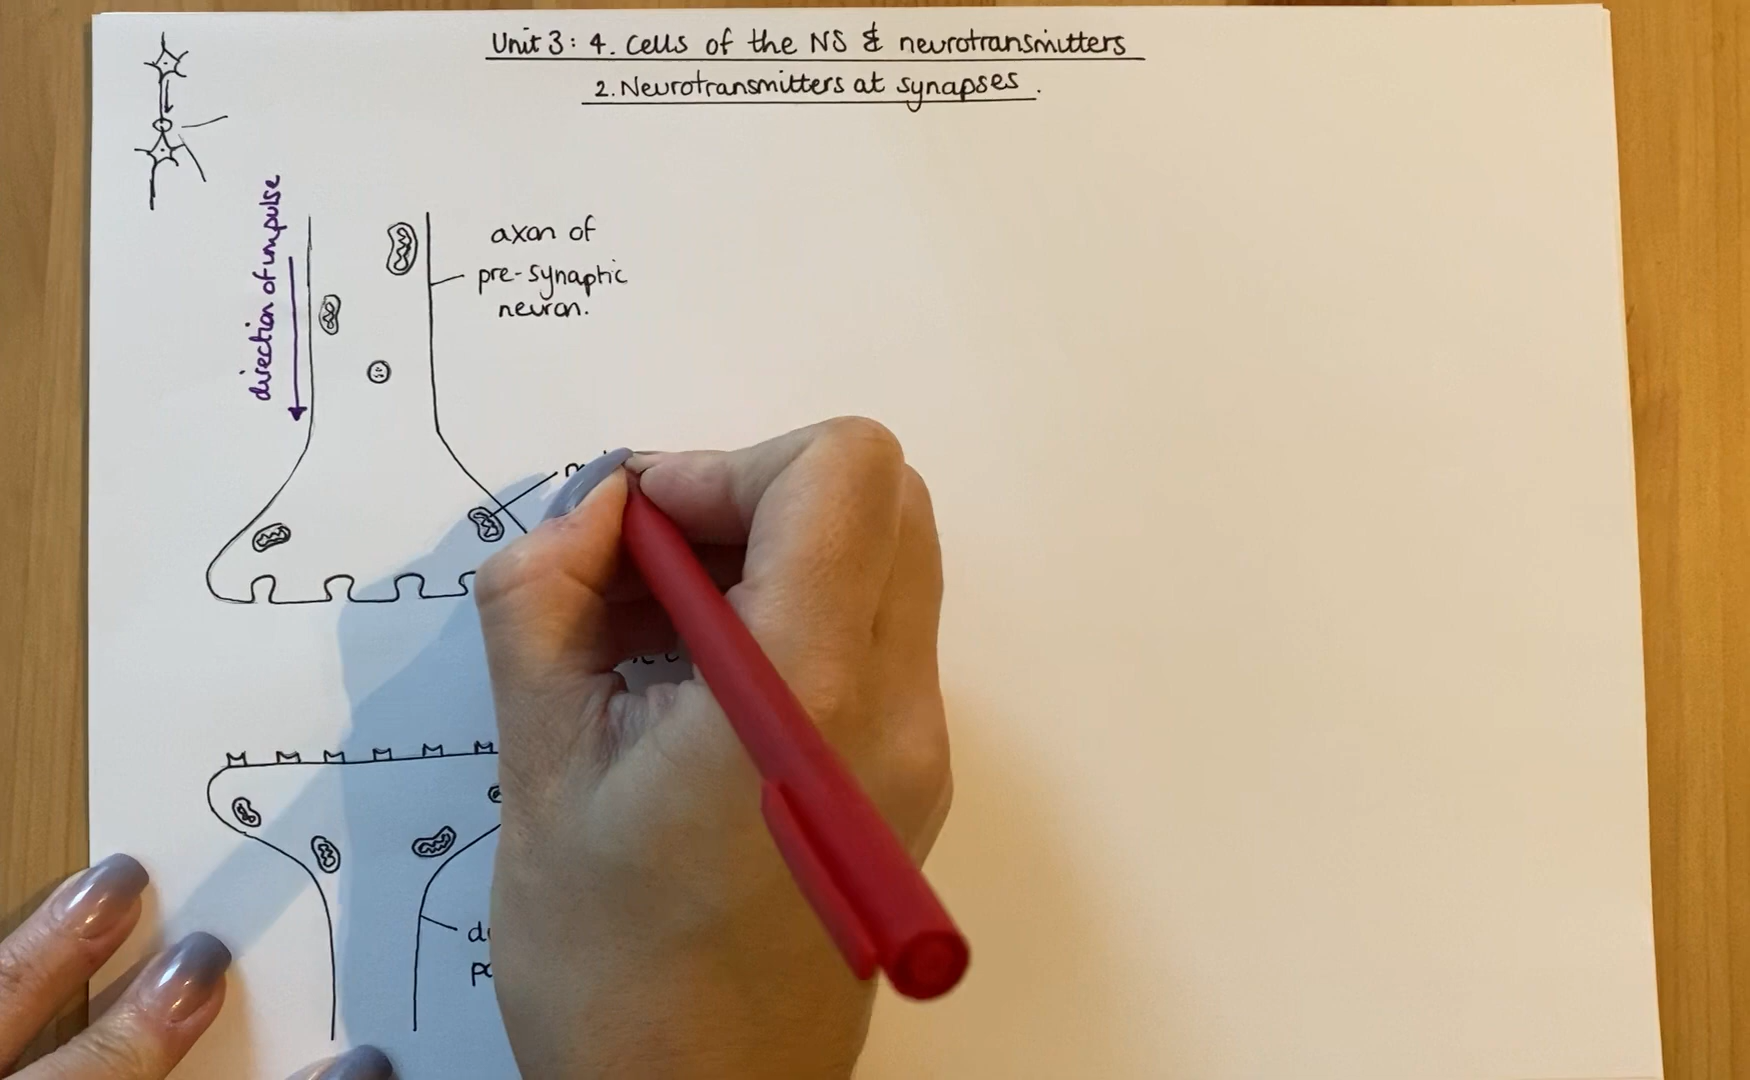 Unit 3: 4. Cells of the NS & neurotransmitters
2. Neurotransmitters at synapses.
direction of impulse
axon of
pre-synaptic
neuron.